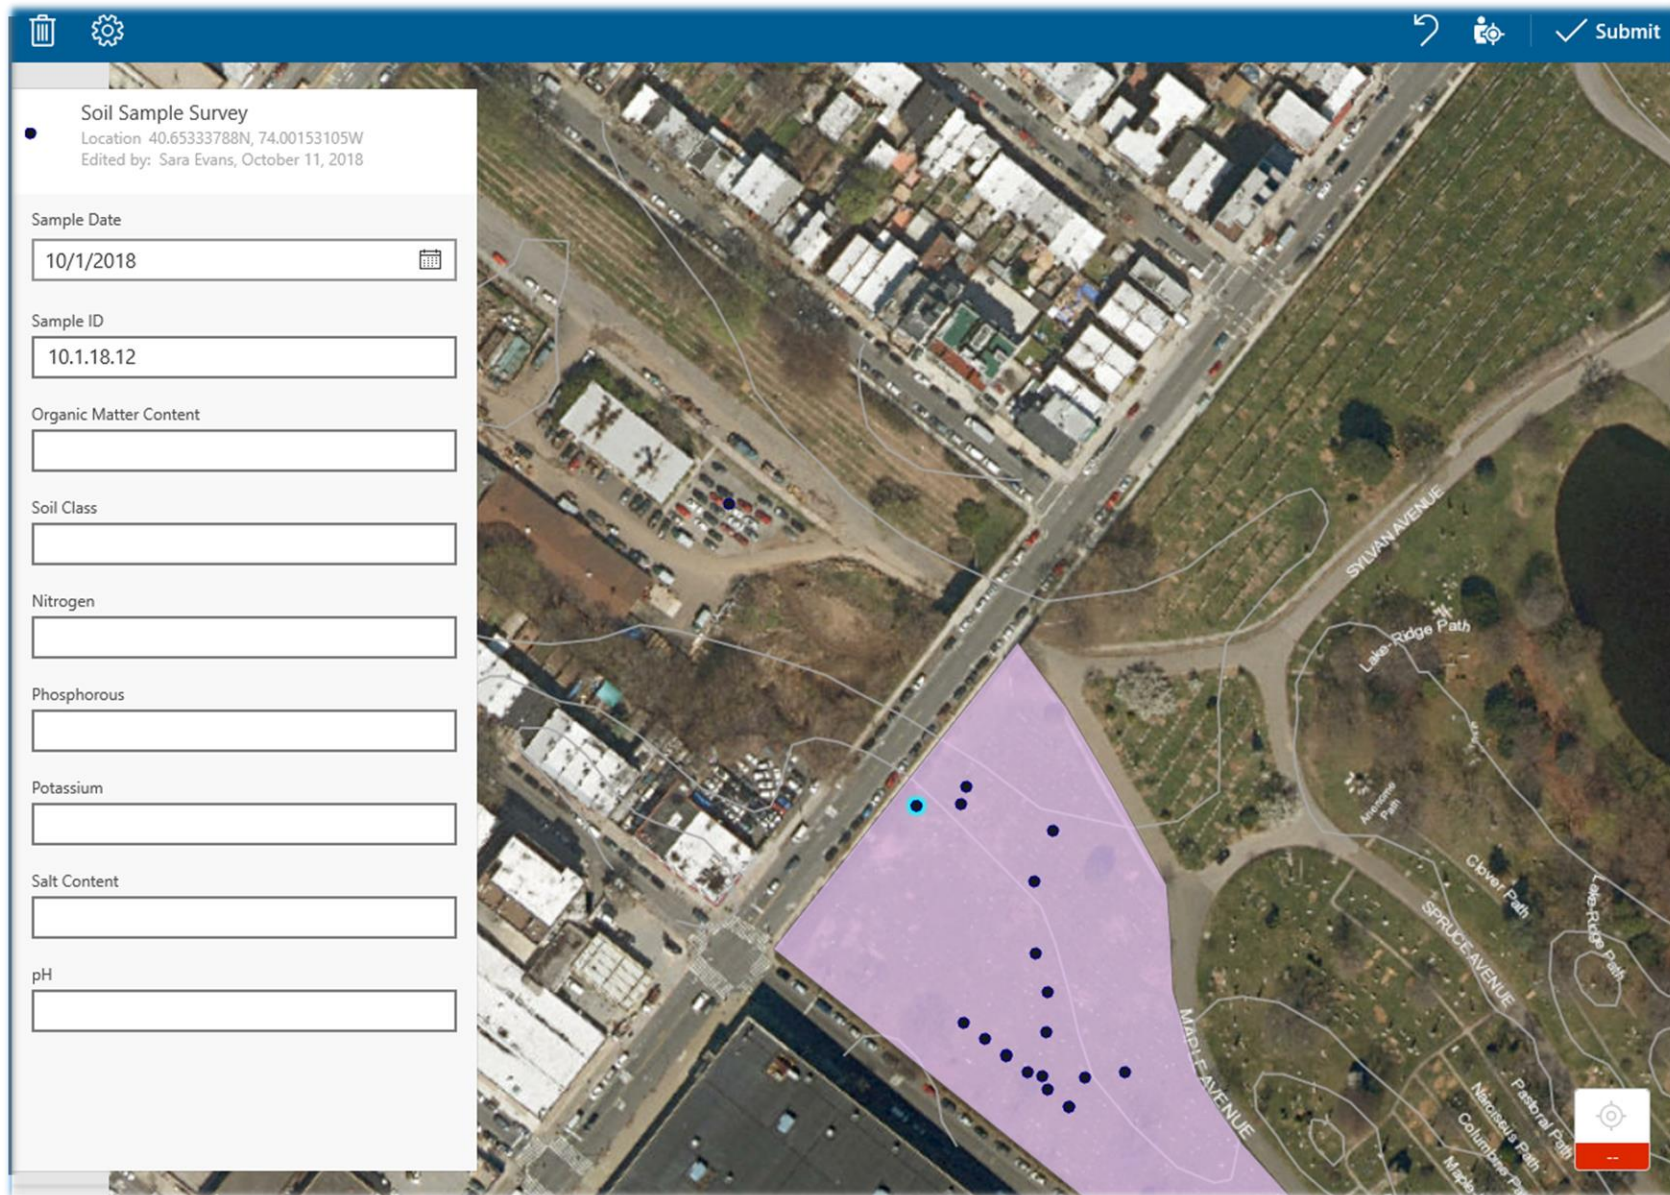 Submit
Soil Sample Survey
Location 40.65333788N, 74.00153105W
Edited by: Sara Evans, October 11, 2018
Sample Date
10/1/2018
Sample ID
10.1.18.12
Organic Matter Content
Soil Class
Nitrogen
Phosphorous
Potassium
Salt Content
pH
SYLVAN AVENUE
Lake-Ridge Path
Path
Clover Path
SPRUCE AVENUE
Lake-Ridge Path
MAPLE AVENUE
Pastoral Path
Narcissus Path
Columbine P
Maple
--